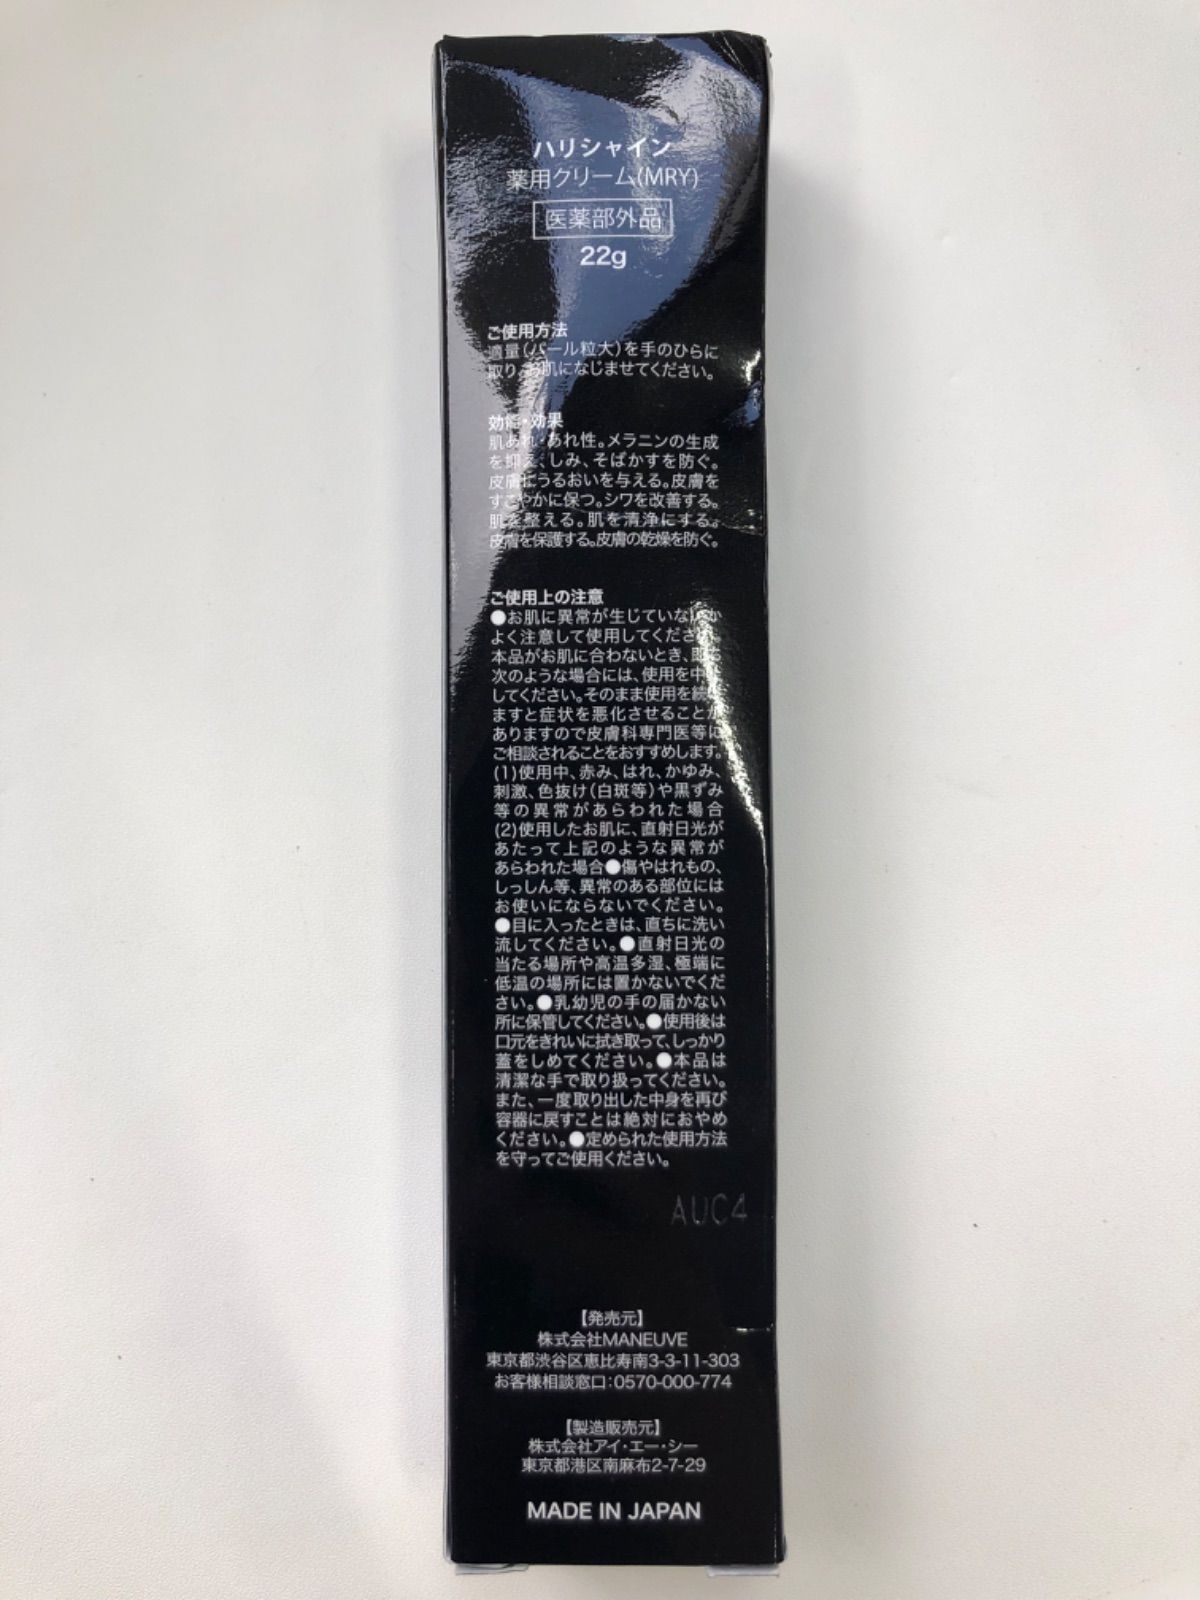 ハリシャイン
薬用クリーム(MRY)
医薬部外品
22g
ご使用方法
適量(パール粒大)を手のひらに
取り、お肌になじませてください。
効能・効果
肌あれ・あれ性。メラニンの生成
を抑え、しみ、そばかすを防ぐ。
皮膚にうるおいを与える。皮膚を
すこやかに保つ。シワを改善する。
肌を整える。肌を清浄にする。
皮膚を保護する。皮膚の乾燥を防ぐ。
ご使用上の注意
●お肌に異常が生じていないか
よく注意して使用してください。
本品がお肌に合わないとき、即ち
次のような場合には、使用を中止
してください。そのまま使用を続け
ますと症状を悪化させることが
ありますので皮膚科専門医等に
ご相談されることをおすすめします。
(1)使用中、赤み、はれ、かゆみ、
刺激、色抜け(白斑等)や黒ずみ
等の異常があらわれた場合
(2)使用したお肌に、直射日光が
あたって上記のような異常が
あらわれた場合●傷やはれもの、
しっしん等、異常のある部位には
お使いにならないでください。
●目に入ったときは、直ちに洗い
流してください。●直射日光の
当たる場所や高温多湿、極端に
低温の場所には置かないでくだ
さい。●乳幼児の手の届かない
所に保管してください。●使用後は
口元をきれいに拭き取って、しっかり
蓋をしめてください。●本品は
清潔な手で取り扱ってください。
また、一度取り出した中身を再び
容器に戻すことは絶対におやめ
ください。●定められた使用方法
を守ってご使用ください。
AUC4
【発売元】
株式会社MANEUVE
東京都渋谷区恵比寿南3-3-11-303
お客様相談窓口:0570-000-774
【製造販売元】
株式会社アイ・エー・シー
東京都港区南麻布2-7-29
MADE IN JAPAN